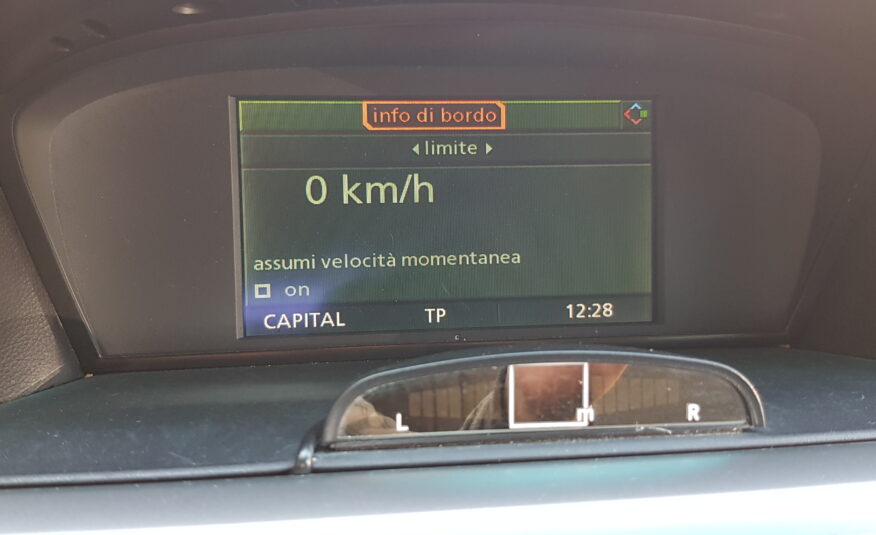 info di bordo
limite
0 km/h
assumi velocità momentanea
on
CAPITAL TP 12:28
L m R